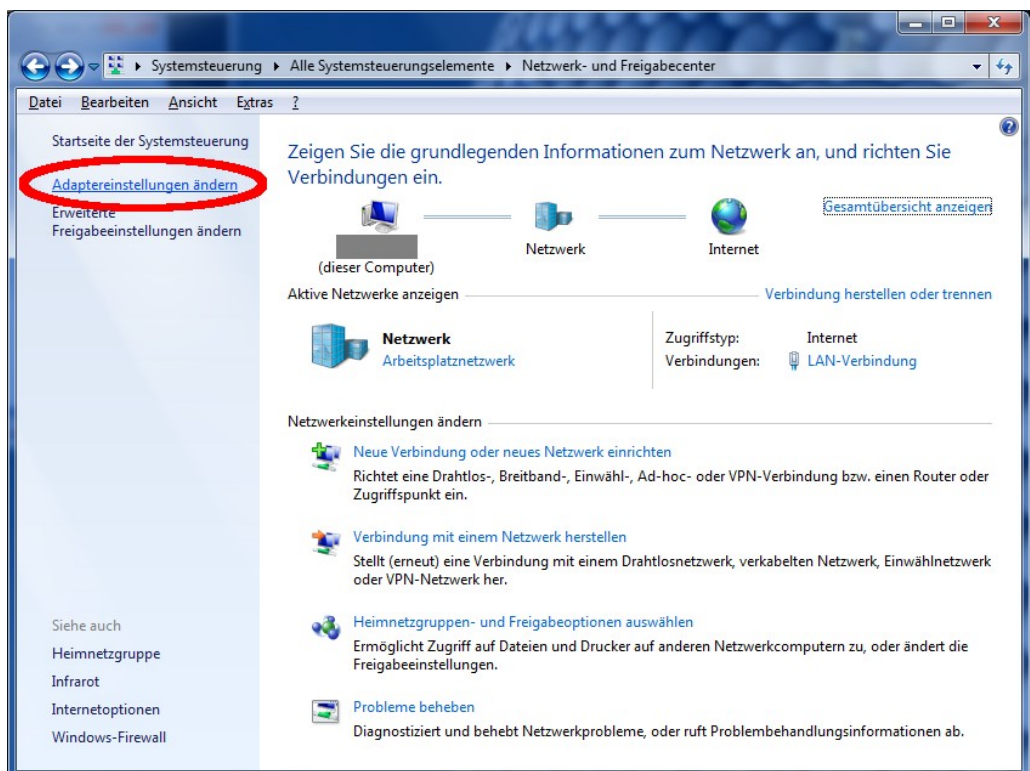 Systemsteuerung Alle Systemsteuerungselemente Netzwerk- und Freigabecenter
Datei Bearbeiten Ansicht Extras ?
Startseite der Systemsteuerung
Adaptereinstellungen ändern
Erweiterte
Freigabeeinstellungen ändern
Siehe auch
Heimnetzgruppe
Infrarot
Internetoptionen
Windows-Firewall
Zeigen Sie die grundlegenden Informationen zum Netzwerk an, und richten Sie
Verbindungen ein.
Gesamtübersicht anzeigen
(dieser Computer)
Netzwerk
Internet
Aktive Netzwerke anzeigen
Verbindung herstellen oder trennen
Netzwerk
Arbeitsplatznetzwerk
Zugriffstyp: Internet
Verbindungen: LAN-Verbindung
Netzwerkeinstellungen ändern
Neue Verbindung oder neues Netzwerk einrichten
Richtet eine Drahtlos-, Breitband-, Einwähl-, Ad-hoc- oder VPN-Verbindung bzw. einen Router oder
Zugriffspunkt ein.
Verbindung mit einem Netzwerk herstellen
Stellt (erneut) eine Verbindung mit einem Drahtlosnetzwerk, verkabelten Netzwerk, Einwählnetzwerk
oder VPN-Netzwerk her.
Heimnetzgruppen- und Freigabeoptionen auswählen
Ermöglicht Zugriff auf Dateien und Drucker auf anderen Netzwerkcomputern zu, oder ändert die
Freigabeeinstellungen.
Probleme beheben
Diagnostiziert und behebt Netzwerkprobleme, oder ruft Problembehandlungsinformationen ab.